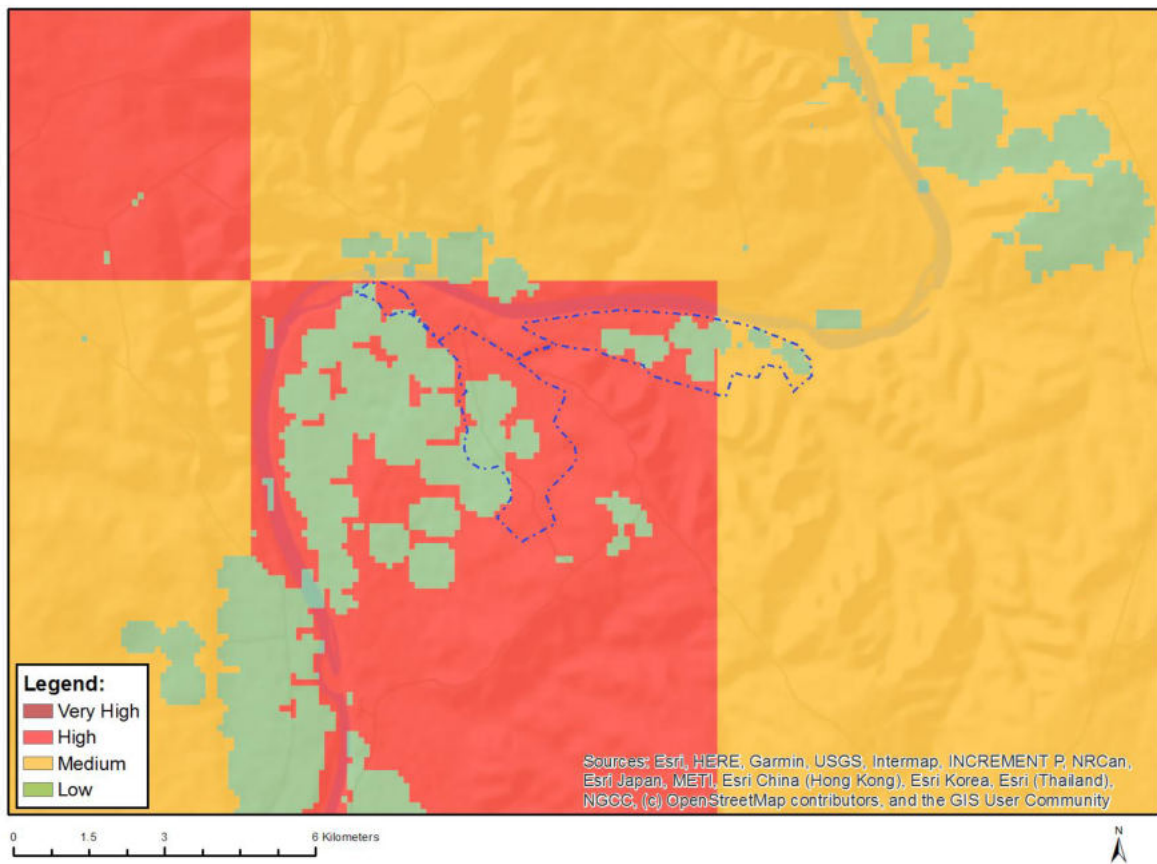 Legend:
Very High
High
Medium
Low
Sources: Esri, HERE, Garmin, USGS, Intermap, INCREMENT P, NRCan,
Esri Japan, METI, Esri China (Hong Kong), Esri Korea, Esri (Thailand),
NGCC, (c) OpenStreetMap contributors, and the GIS User Community
0 1.5 3 6 Kilometers
N